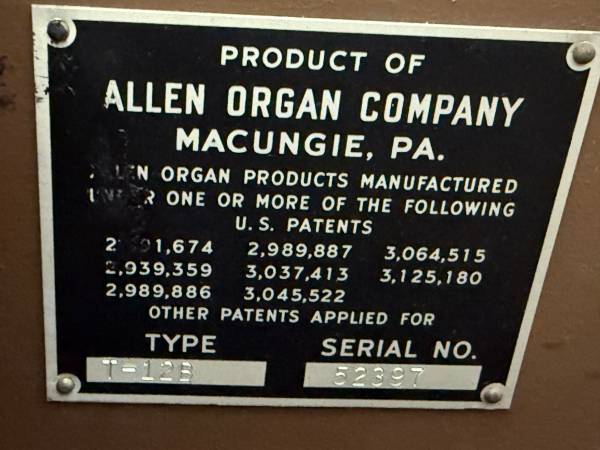 PRODUCT OF
ALLEN ORGAN COMPANY
MACUNGIE, PA.
ALLEN ORGAN PRODUCTS MANUFACTURED
UNDER ONE OR MORE OF THE FOLLOWING
U.S. PATENTS
2,989,887 3,064,515
2,939,359 3,037,413 3,125,180
2,989,886 3,045,522
OTHER PATENTS APPLIED FOR
TYPE SERIAL NO.
T-12B 52397